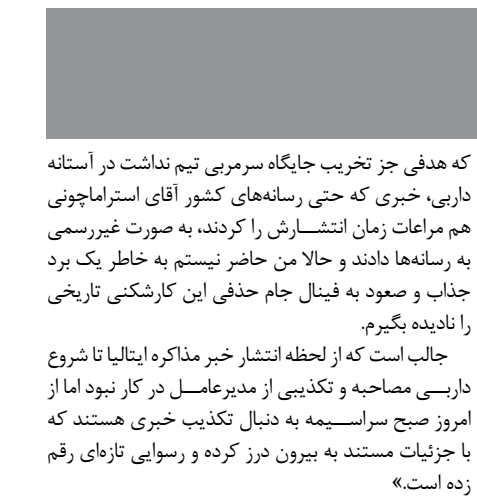 که هدفی جز تخریب جایگاه سرمربی تیم نداشت در آستانه
داربی، خبری که حتی رسانه‌های کشور آقای استراماچونی
هم مراعات زمان انتشــارش را کردند، به صورت غیررسمی
به رسانه‌ها دادند و حالا من حاضر نیستم به خاطر یک برد
جذاب و صعود به فینال جام حذفی این کارشکنی تاریخی
را نادیده بگیرم.
جالب است که از لحظه انتشار خبر مذاکره ایتالیا تا شروع
داربــی مصاحبه و تکذیبی از مدیرعامــل در کار نبود اما از
امروز صبح سراســیمه به دنبال تکذیب خبری هستند که
با جزئیات مستند به بیرون درز کرده و رسوایی تازه‌ای رقم
زده است.»